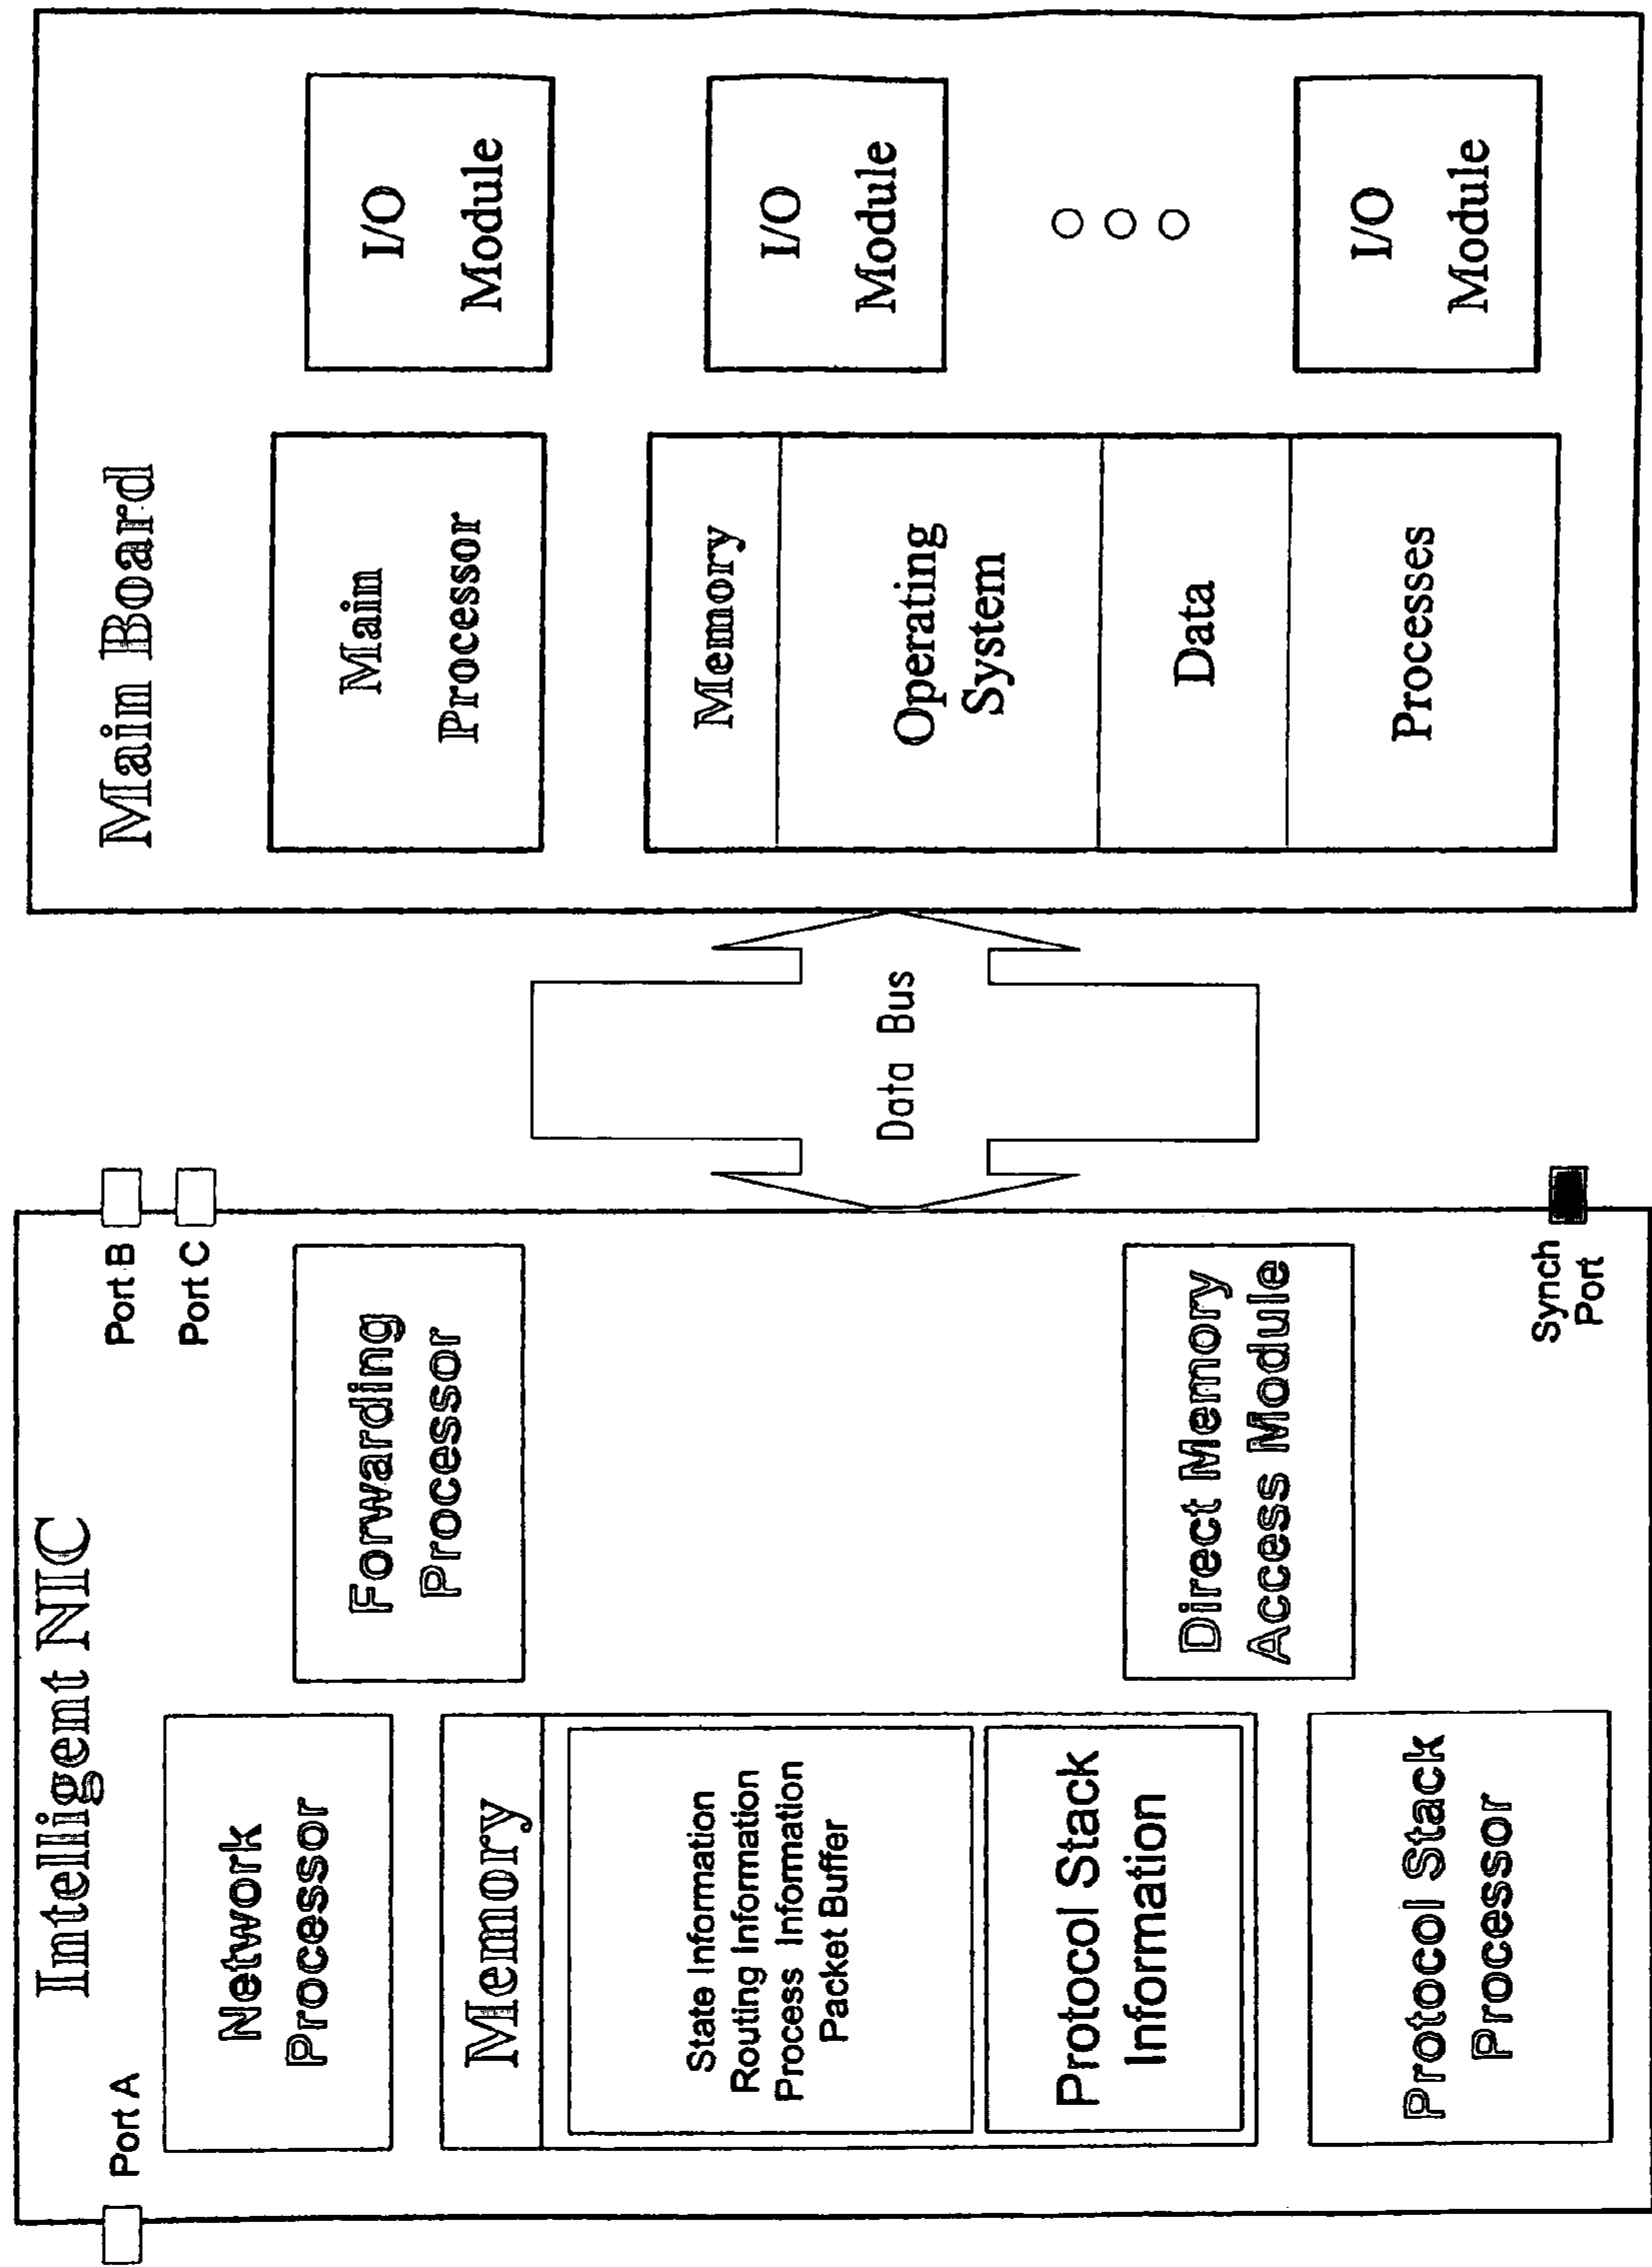 Intelligent NIC
Port A
Port B
Port C
Network
Processor
Forwarding
Processor
Memory
State Information
Routing Information
Process Information
Packet Buffer
Protocol Stack
Information
Direct Memory
Access Module
Protocol Stack
Processor
Synch
Port
Data Bus
Main Board
Main
Processor
Memory
Operating
System
Data
Processes
I/O
Module
I/O
Module
I/O
Module